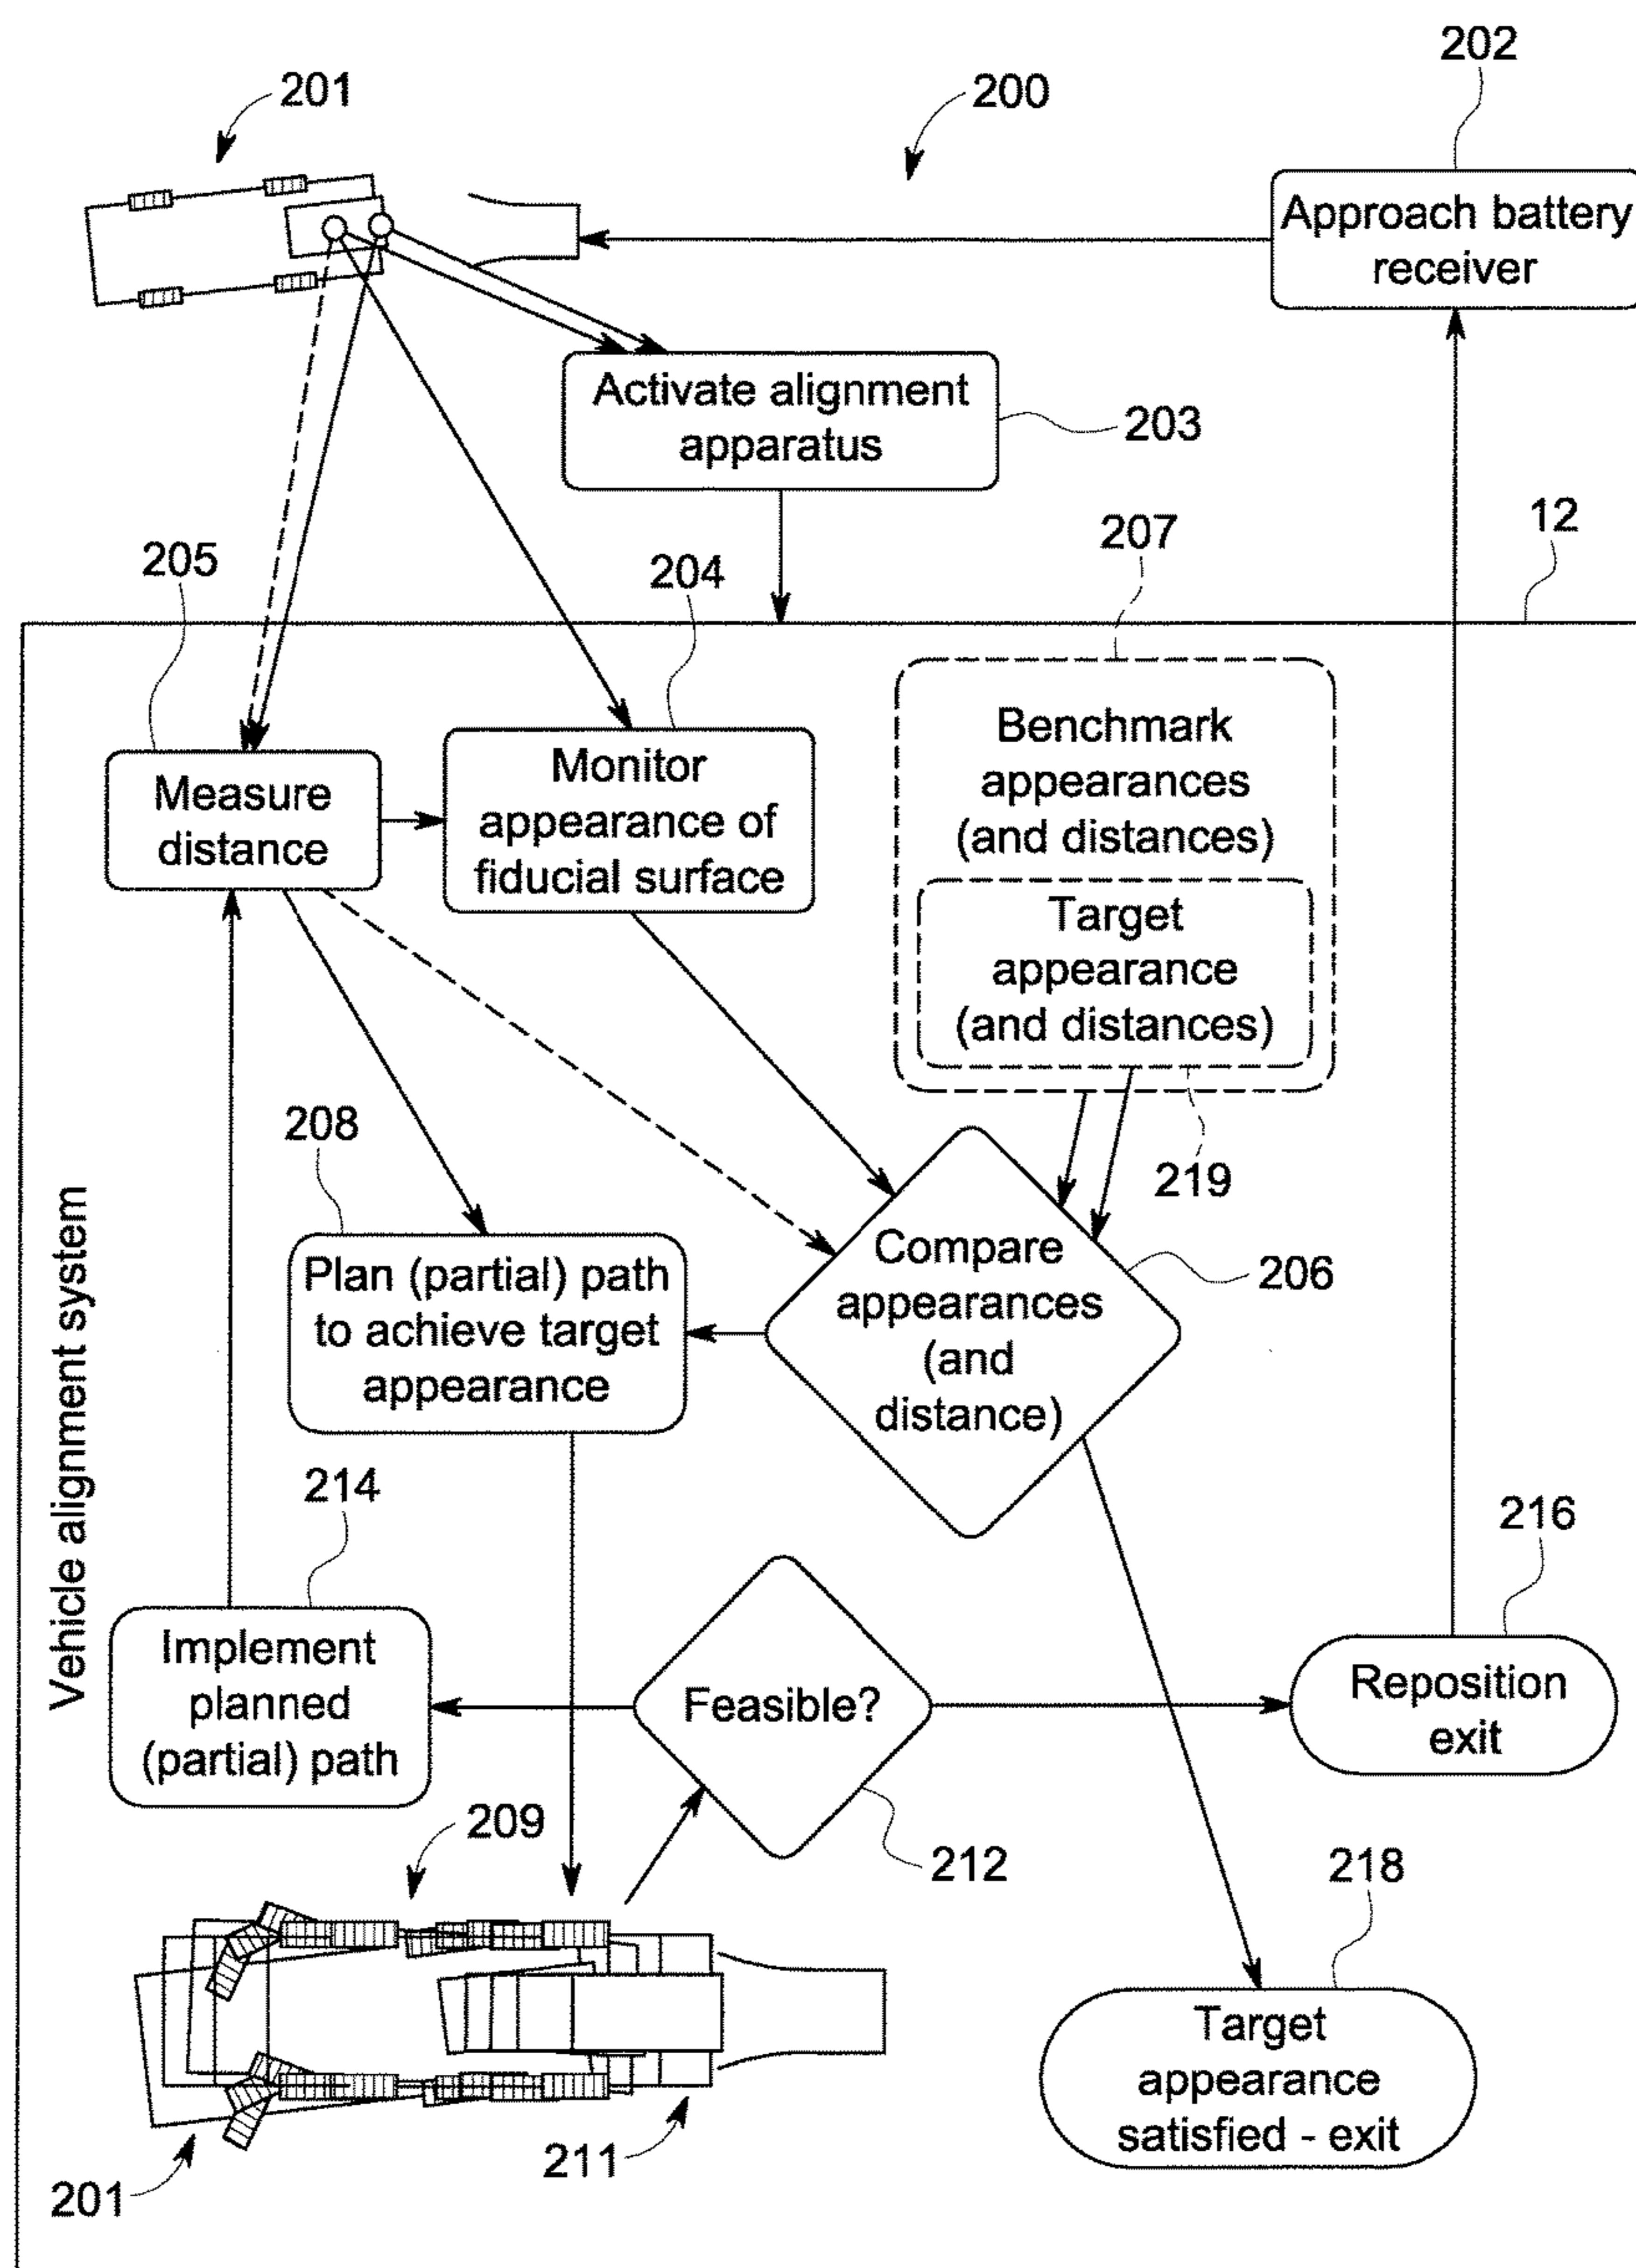 202
201
200
Approach battery
receiver
Activate alignment
apparatus
203
12
207
205
204
Benchmark
appearances
(and distances)
Measure
distance
Monitor
appearance of
fiducial surface
Target
appearance
(and distances)
208
219
Compare
appearances
(and
distance)
206
Plan (partial) path
to achieve target
appearance
Vehicle alignment system
214
216
Implement
planned
(partial) path
Feasible?
Reposition
exit
209
212
218
Target
appearance
satisfied - exit
211
201